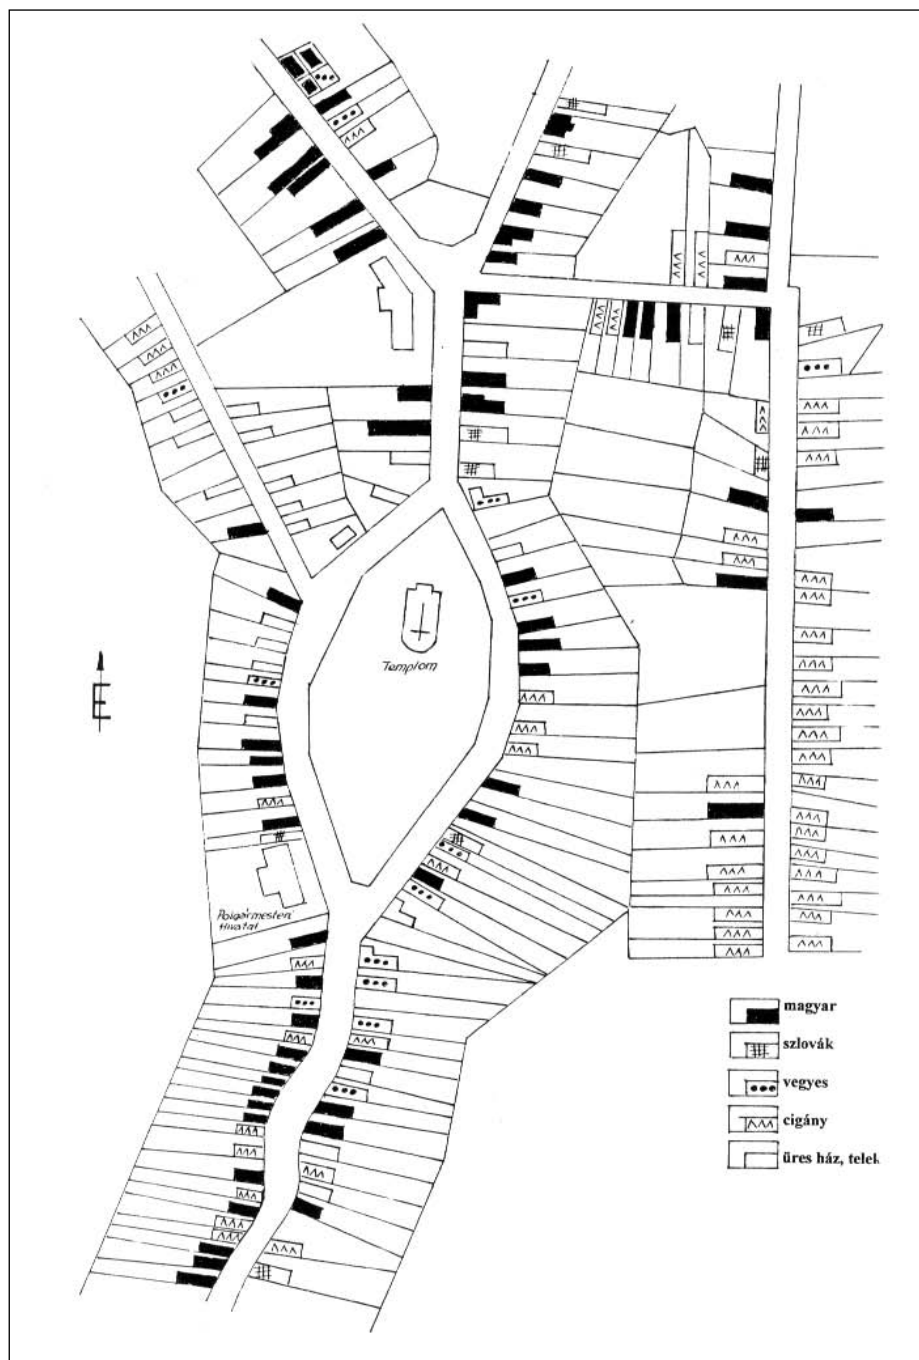 Templom
E
Polgármesteri
Hivatal
magyar
szlovák
vegyes
cigány
üres ház, telek